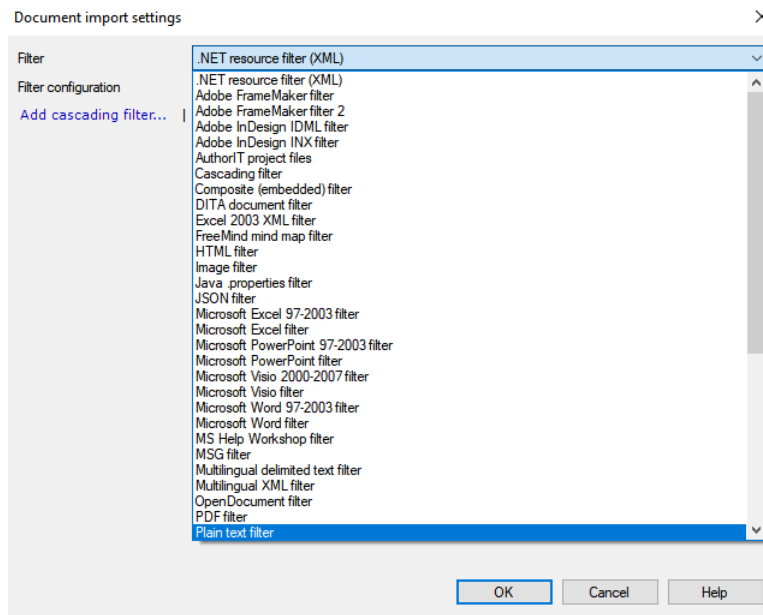 Document import settings
Filter
.NET resource filter (XML)
Filter configuration
Add cascading filter... |
.NET resource filter (XML)
Adobe FrameMaker filter
Adobe FrameMaker filter 2
Adobe InDesign IDML filter
Adobe InDesign INX filter
AuthorIT project files
Cascading filter
Composite (embedded) filter
DITA document filter
Excel 2003 XML filter
FreeMind mind map filter
HTML filter
Image filter
Java .properties filter
JSON filter
Microsoft Excel 97-2003 filter
Microsoft Excel filter
Microsoft PowerPoint 97-2003 filter
Microsoft PowerPoint filter
Microsoft Visio 2000-2007 filter
Microsoft Visio filter
Microsoft Word 97-2003 filter
Microsoft Word filter
MS Help Workshop filter
MSG filter
Multilingual delimited text filter
Multilingual XML filter
OpenDocument filter
PDF filter
Plain text filter
OK
Cancel
Help